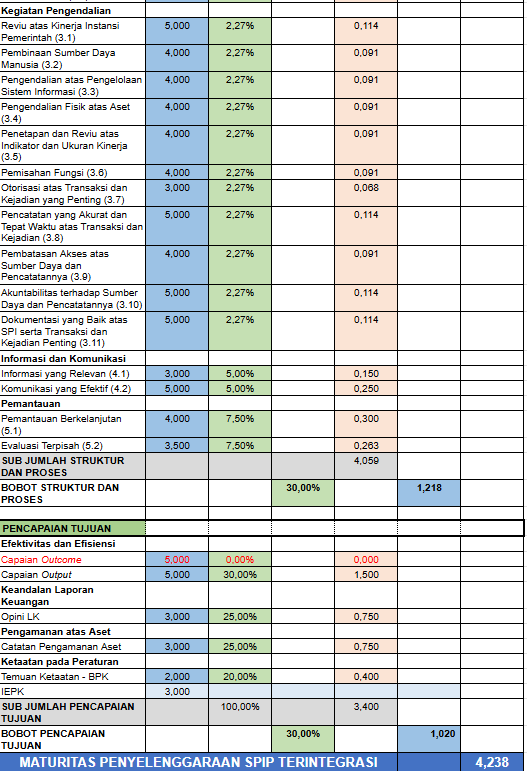 Kegiatan Pengendalian
Reviu atas Kinerja Instansi 5,000 2,27% 0,114
Pemerintah (3.1)
Pembinaan Sumber Daya 4,000 2,27% 0,091
Manusia (3.2)
Pengendalian atas Pengelolaan 4,000 2,27% 0,091
Sistem Informasi (3.3)
Pengendalian Fisik atas Aset 4,000 2,27% 0,091
(3.4)
Penetapan dan Reviu atas 4,000 2,27% 0,091
Indikator dan Ukuran Kinerja
(3.5)
Pemisahan Fungsi (3.6) 4,000 2,27% 0,091
Otorisasi atas Transaksi dan 3,000 2,27% 0,068
Kejadian yang Penting (3.7)
Pencatatan yang Akurat dan 5,000 2,27% 0,114
Tepat Waktu atas Transaksi dan
Kejadian (3.8)
Pembatasan Akses atas 4,000 2,27% 0,091
Sumber Daya dan
Pencatatannya (3.9)
Akuntabilitas terhadap Sumber 5,000 2,27% 0,114
Daya dan Pencatatannya (3.10)
Dokumentasi yang Baik atas 5,000 2,27% 0,114
SPI serta Transaksi dan
Kejadian Penting (3.11)
Informasi dan Komunikasi
Informasi yang Relevan (4.1) 3,000 5,00% 0,150
Komunikasi yang Efektif (4.2) 5,000 5,00% 0,250
Pemantauan
Pemantauan Berkelanjutan 4,000 7,50% 0,300
(5.1)
Evaluasi Terpisah (5.2) 3,500 7,50% 0,263
SUB JUMLAH STRUKTUR 4,059
DAN PROSES
BOBOT STRUKTUR DAN 30,00% 1,218
PROSES
PENCAPAIAN TUJUAN
Efektivitas dan Efisiensi
Capaian Outcome 5,000 0,00% 0,000
Capaian Output 5,000 30,00% 1,500
Keandalan Laporan
Keuangan
Opini LK 3,000 25,00% 0,750
Pengamanan atas Aset
Catatan Pengamanan Aset 3,000 25,00% 0,750
Ketaatan pada Peraturan
Temuan Ketaatan - BPK 2,000 20,00% 0,400
IEPK 3,000
SUB JUMLAH PENCAPAIAN 100,00% 3,400
TUJUAN
BOBOT PENCAPAIAN 30,00% 1,020
TUJUAN
MATURITAS PENYELENGGARAAN SPIP TERINTEGRASI 4,238